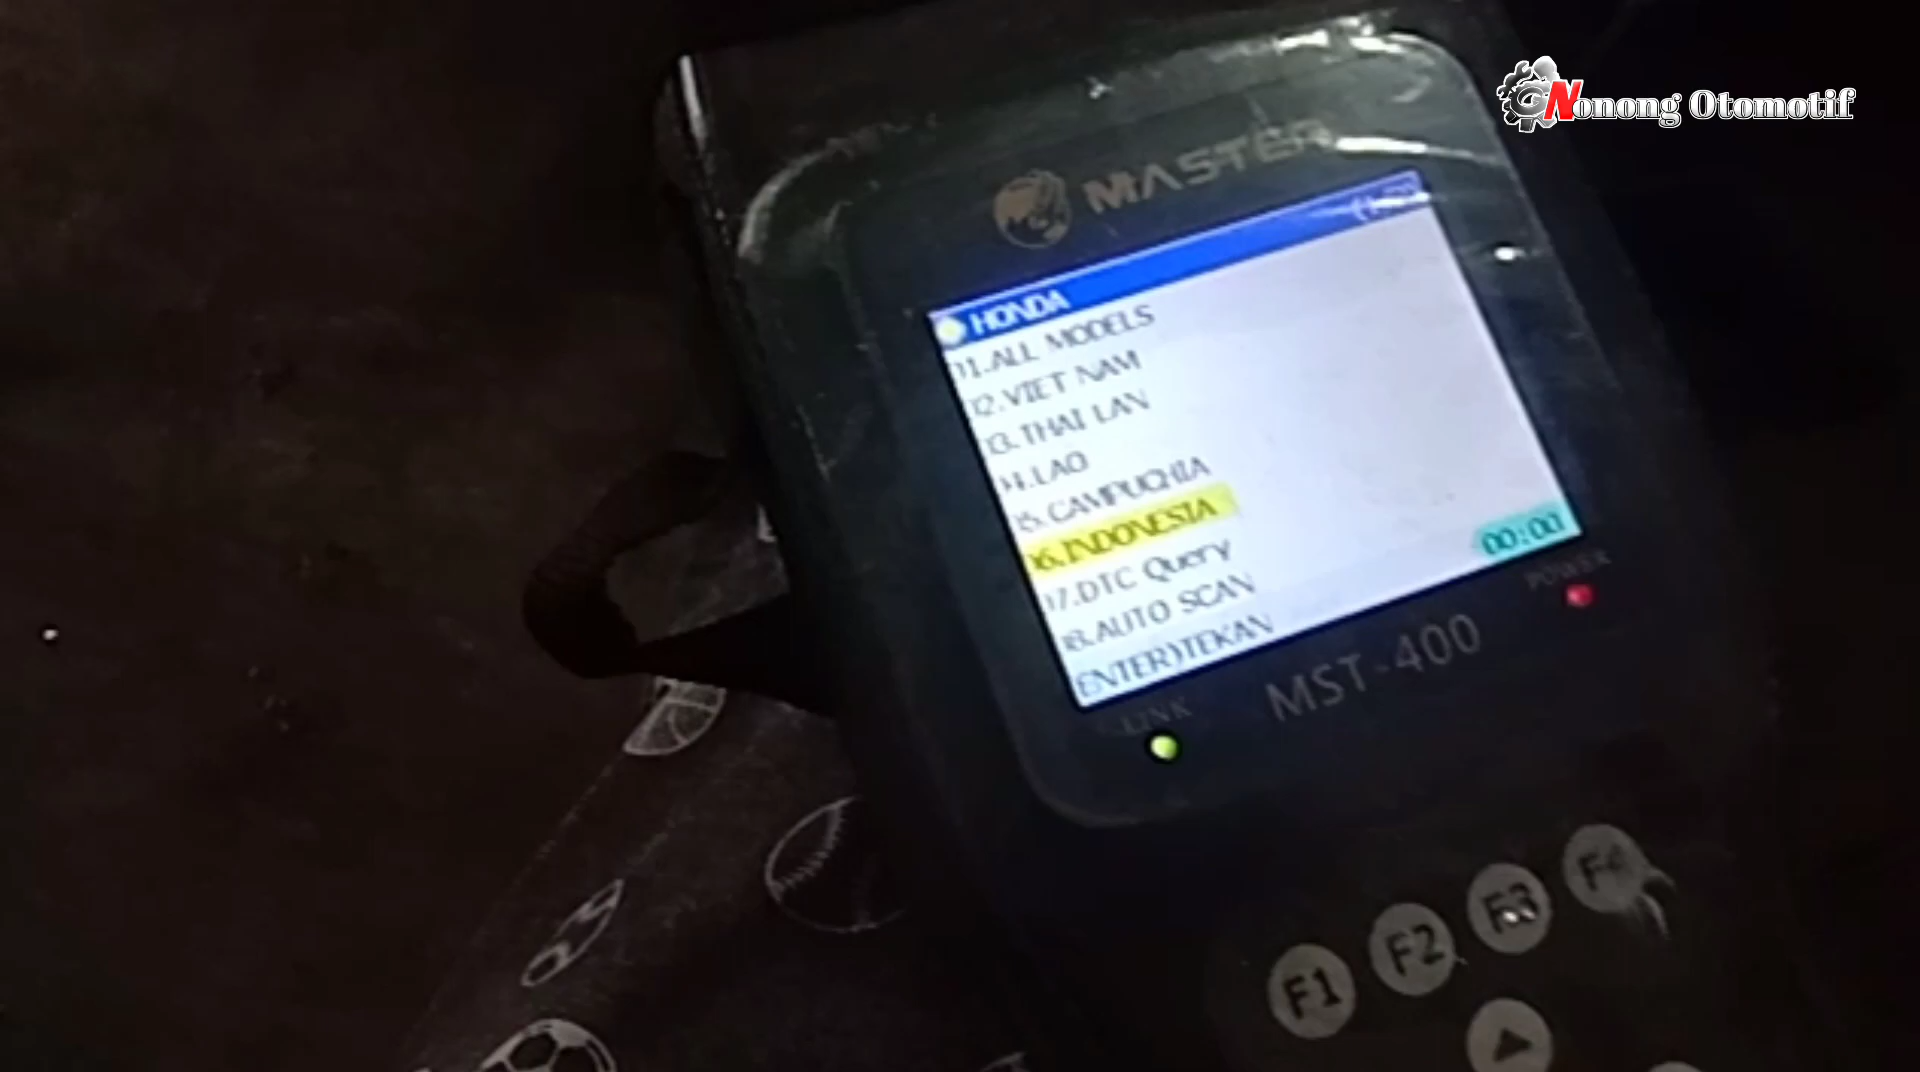 Nonong Otomotif
MASTER
HONDA
01.ALL MODELS
02.VIET NAM
03.THAI LAN
04.LAO
05.CAMPUCHIA
06.INDONESIA
07.DTC Query
08.AUTO SCAN
00:00
ENTER)TEKAN
POWER
LINK
MST-400
F1 F2 F3 F4